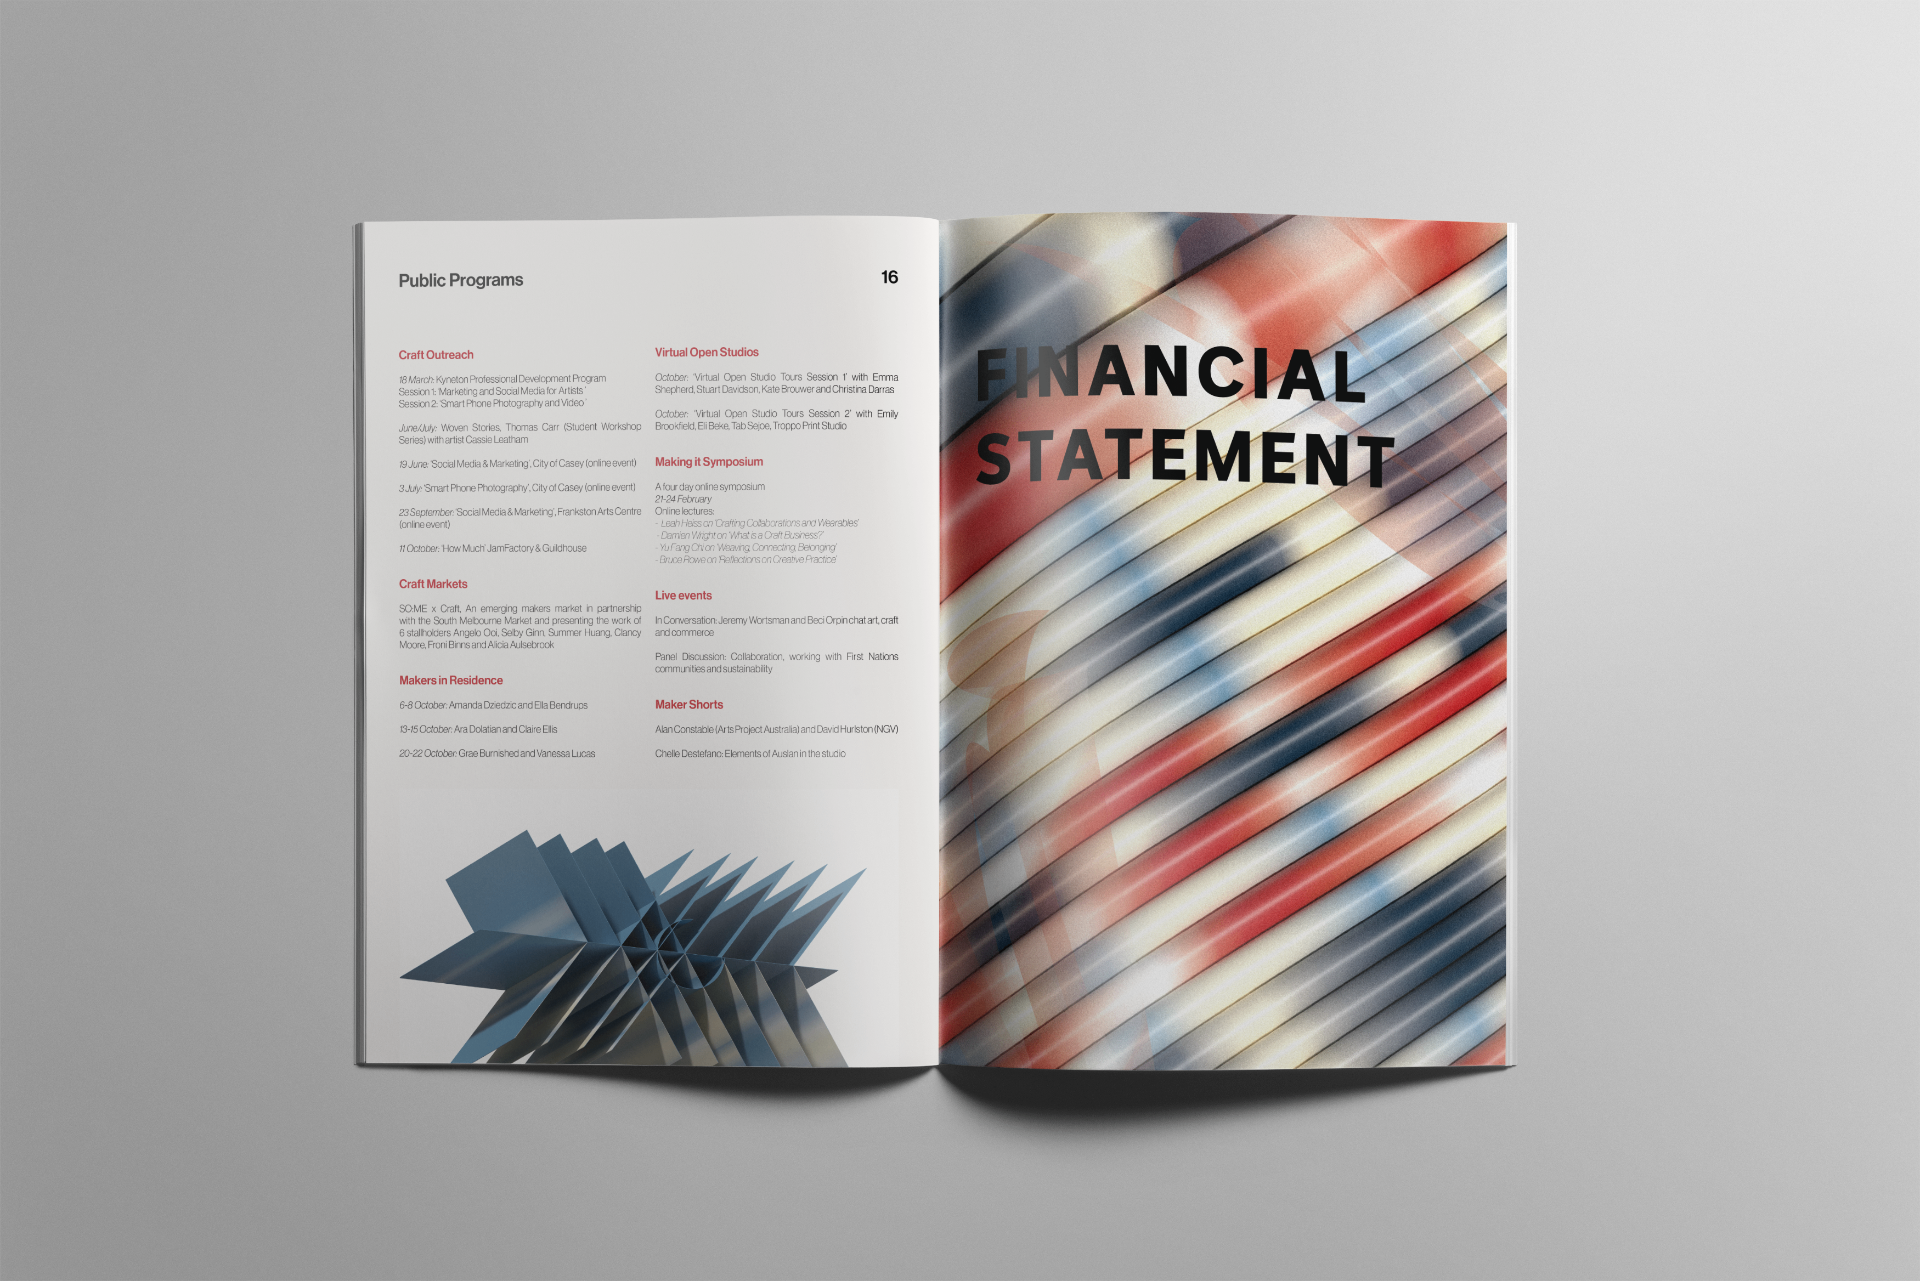 Public Programs
16
Craft Outreach
18 March: Kyneton Professional Development Program
Session 1: 'Marketing and Social Media for Artists '
Session 2: 'Smart Phone Photography and Video'
June/July: Woven Stories, Thomas Carr (Student Workshop
Series) with artist Cassie Leatham
19 June: 'Social Media & Marketing', City of Casey (online event)
3 July: 'Smart Phone Photography', City of Casey (online event)
23 September: 'Social Media & Marketing', Frankston Arts Centre
(online event)
11 October: 'How Much' JamFactory & Guildhouse
Craft Markets
SO:ME x Craft, An emerging makers market in partnership
with the South Melbourne Market and presenting the work of
6 stallholders Angelo Ooi, Selby Ginn, Summer Huang, Clancy
Moore, Froni Binns and Alicia Aulsebrook
Makers in Residence
6-8 October: Amanda Dziedzic and Ella Bendrups
13-15 October: Ara Dolatian and Claire Ellis
20-22 October: Grae Burnished and Vanessa Lucas
Virtual Open Studios
October: 'Virtual Open Studio Tours Session 1' with Emma
Shepherd, Stuart Davidson, Kate Brouwer and Christina Darras
October: 'Virtual Open Studio Tours Session 2' with Emily
Brookfield, Eli Beke, Tab Sejoe, Troppo Print Studio
Making it Symposium
A four day online symposium
21-24 February
Online lectures:
- Leah Heiss on 'Crafting Collaborations and Wearables'
- Damian Wright on 'What is a Craft Business?'
- Yu Fang Chi on 'Weaving, Connecting, Belonging'
- Bruce Rowe on 'Reflections on Creative Practice'
Live events
In Conversation: Jeremy Wortsman and Beci Orpin chat art, craft
and commerce
Panel Discussion: Collaboration, working with First Nations
communities and sustainability
Maker Shorts
Alan Constable (Arts Project Australia) and David Hurlston (NGV)
Chelle Destefano: Elements of Auslan in the studio
FINANCIAL
STATEMENT